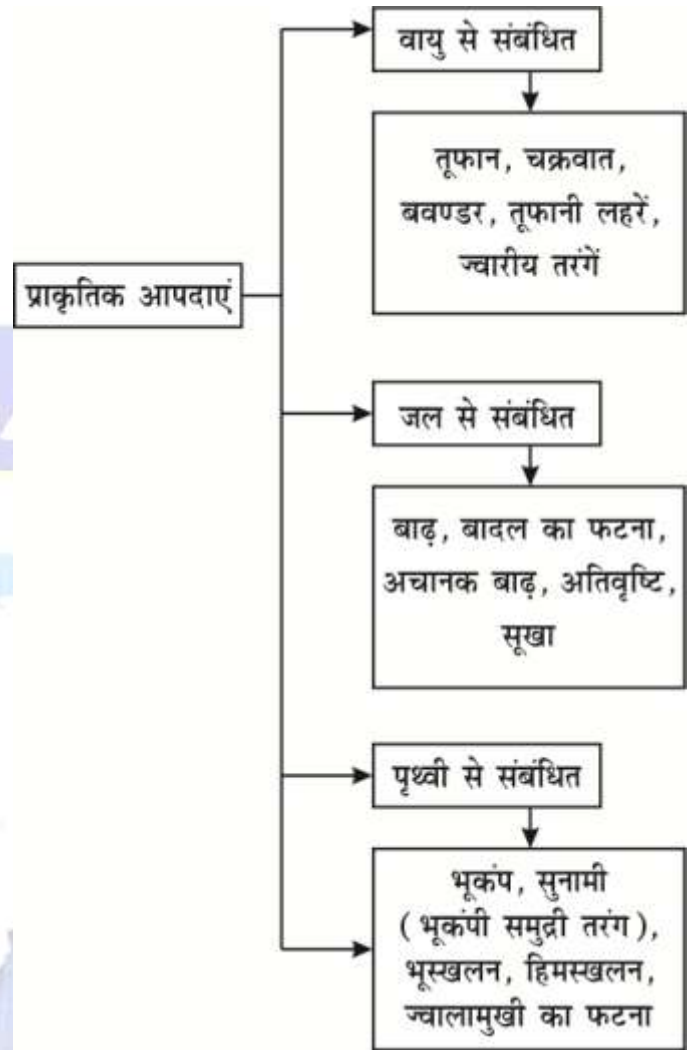 वायु से संबंधित
तूफान, चक्रवात,
बवण्डर, तूफानी लहरें,
ज्वारीय तरंगें
प्राकृतिक आपदाएं
जल से संबंधित
बाढ़, बादल का फटना,
अचानक बाढ़, अतिवृष्टि,
सूखा
पृथ्वी से संबंधित
भूकंप, सुनामी
( भूकंपी समुद्री तरंग ),
भूस्खलन, हिमस्खलन,
ज्वालामुखी का फटना